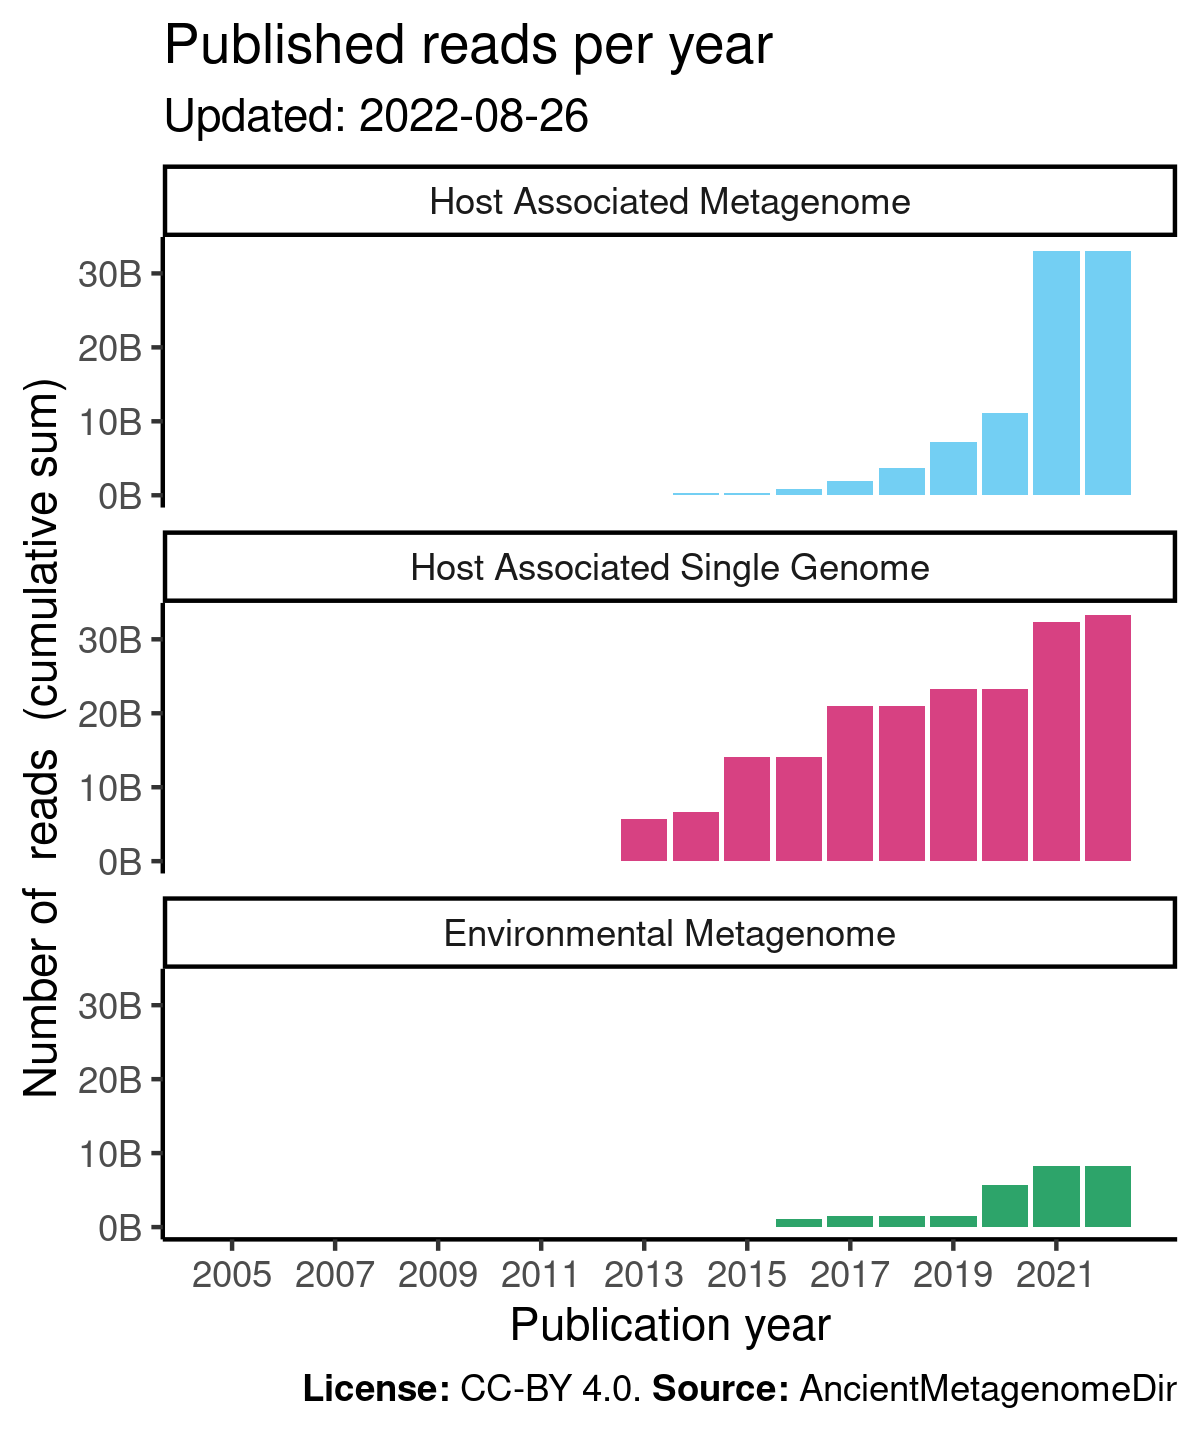 Published reads per year
Updated: 2022-08-26
Host Associated Metagenome
30B
20B
10B
0B
Host Associated Single Genome
30B
20B
10B
0B
Environmental Metagenome
30B
20B
10B
0B
Number of  reads  (cumulative sum)
2005 2007 2009 2011 2013 2015 2017 2019 2021
Publication year
License: CC-BY 4.0. Source: AncientMetagenomeDir